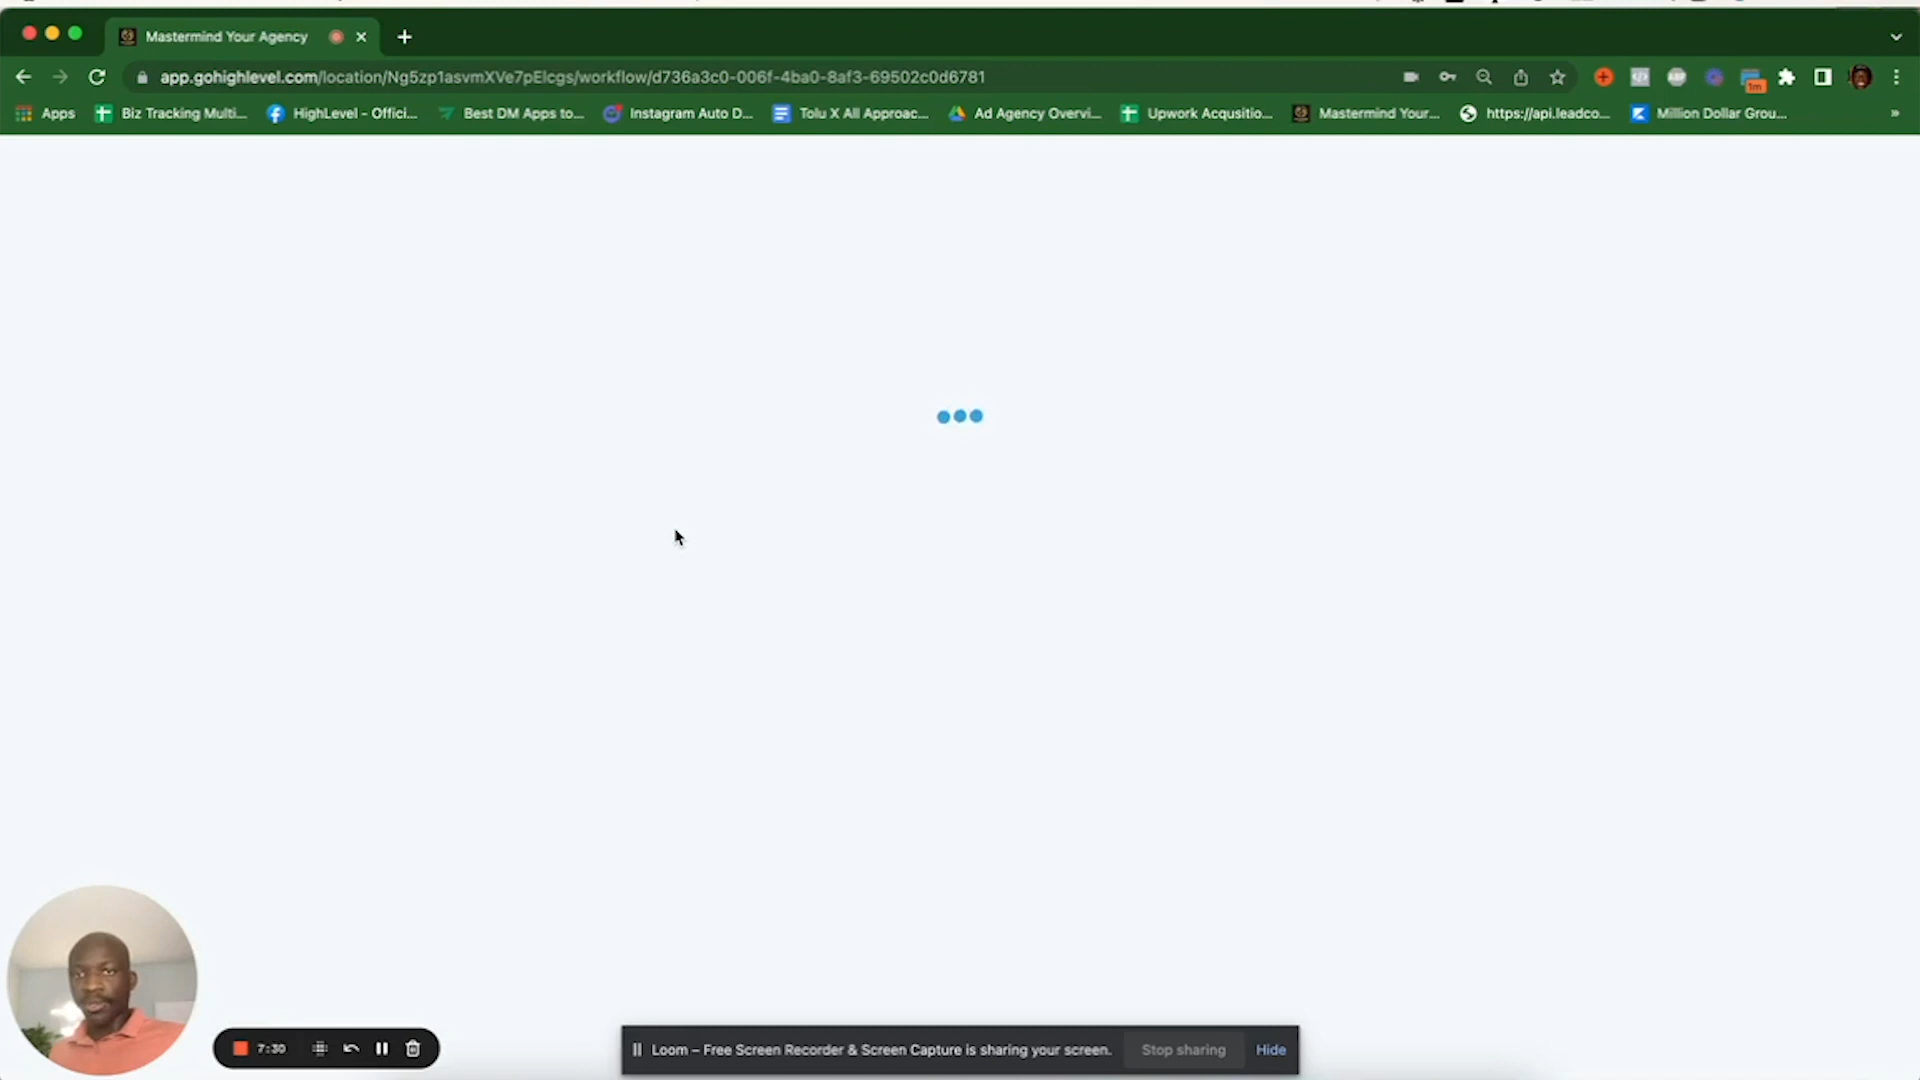 Mastermind Your Agency
app.gohighlevel.com/location/Ng5zp1asvmXVe7pElcgs/workflow/d736a3c0-006f-4ba0-8af3-69502c0d6781
1m
Apps Biz Tracking Multi... HighLevel - Offici... Best DM Apps to... Instagram Auto D... Tolu X All Approac... Ad Agency Overvi... Upwork Acqusitio... Mastermind Your... https://api.leadco... Million Dollar Grou... »
7:30
Loom – Free Screen Recorder & Screen Capture is sharing your screen. Stop sharing Hide